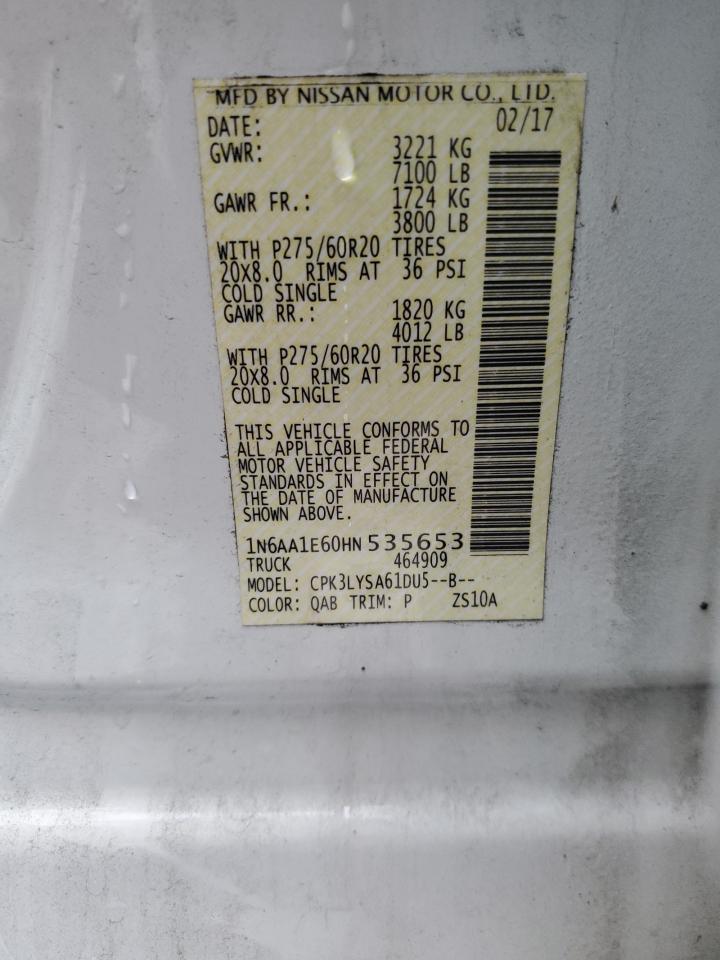 MFD BY NISSAN MOTOR CO., LTD.
DATE: 02/17
GVWR: 3221 KG
7100 LB
GAWR FR.: 1724 KG
3800 LB
WITH P275/60R20 TIRES
20X8.0 RIMS AT 36 PSI
COLD SINGLE
GAWR RR.: 1820 KG
4012 LB
WITH P275/60R20 TIRES
20X8.0 RIMS AT 36 PSI
COLD SINGLE
THIS VEHICLE CONFORMS TO
ALL APPLICABLE FEDERAL
MOTOR VEHICLE SAFETY
STANDARDS IN EFFECT ON
THE DATE OF MANUFACTURE
SHOWN ABOVE.
1N6AA1E60HN535653
TRUCK 464909
MODEL: CPK3LYSA61DU5--B--
COLOR: QAB TRIM: P ZS10A